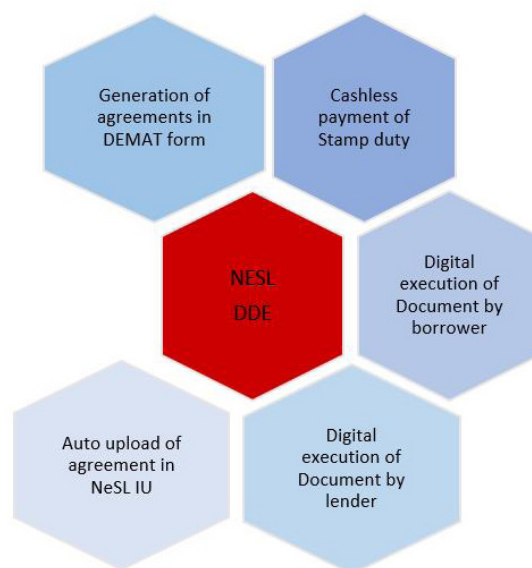 Generation of
agreements in
DEMAT form
Cashless
payment of
Stamp duty
NESL
DDE
Digital
execution of
Document by
borrower
Auto upload of
agreement in
NeSL IU
Digital
execution of
Document by
lender